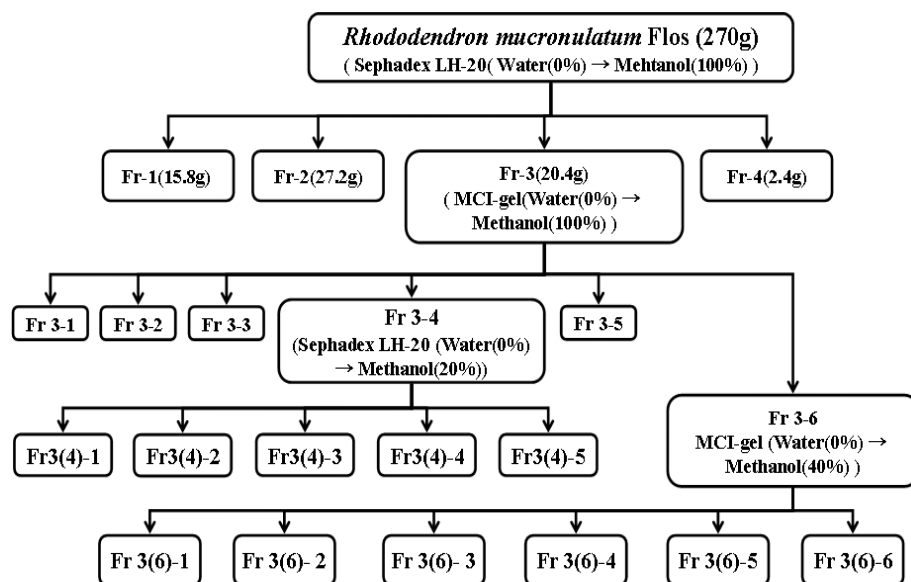 Rhododendron mucronulatum Flos (270g)
( Sephadex LH-20( Water(0%) → Mehtanol(100%) )
Fr-1(15.8g)
Fr-2(27.2g)
Fr-3(20.4g)
( MCI-gel(Water(0%) →
Methanol(100%) )
Fr-4(2.4g)
Fr 3-1
Fr 3-2
Fr 3-3
Fr 3-4
(Sephadex LH-20 (Water(0%)
→ Methanol(20%))
Fr 3-5
Fr 3-6
MCI-gel (Water(0%) →
Methanol(40%) )
Fr3(4)-1
Fr3(4)-2
Fr3(4)-3
Fr3(4)-4
Fr3(4)-5
Fr 3(6)-1
Fr 3(6)- 2
Fr 3(6)- 3
Fr 3(6)-4
Fr 3(6)-5
Fr 3(6)-6